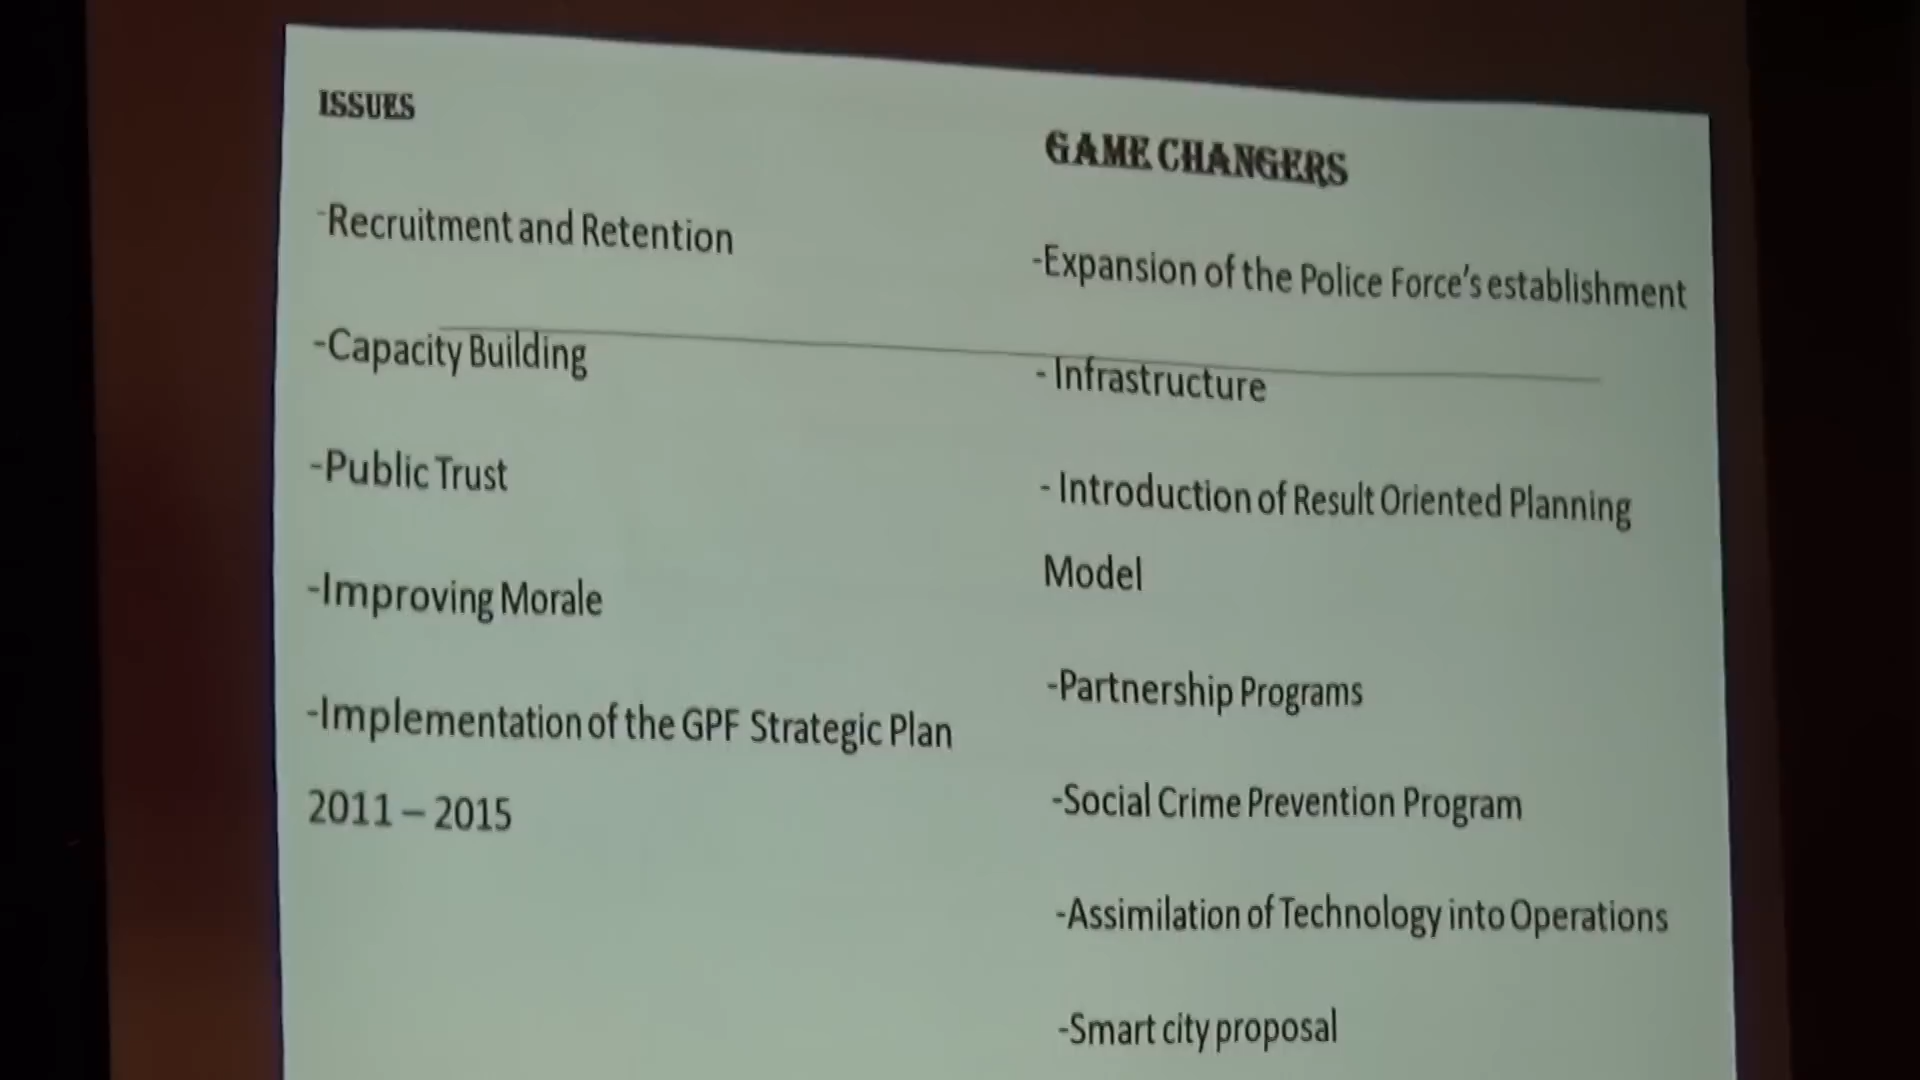 ISSUES
-Recruitment and Retention
-Capacity Building
-Public Trust
-Improving Morale
-Implementation of the GPF Strategic Plan
2011 – 2015
GAME CHANGERS
-Expansion of the Police Force's establishment
- Infrastructure
- Introduction of Result Oriented Planning
Model
-Partnership Programs
-Social Crime Prevention Program
-Assimilation of Technology into Operations
-Smart city proposal